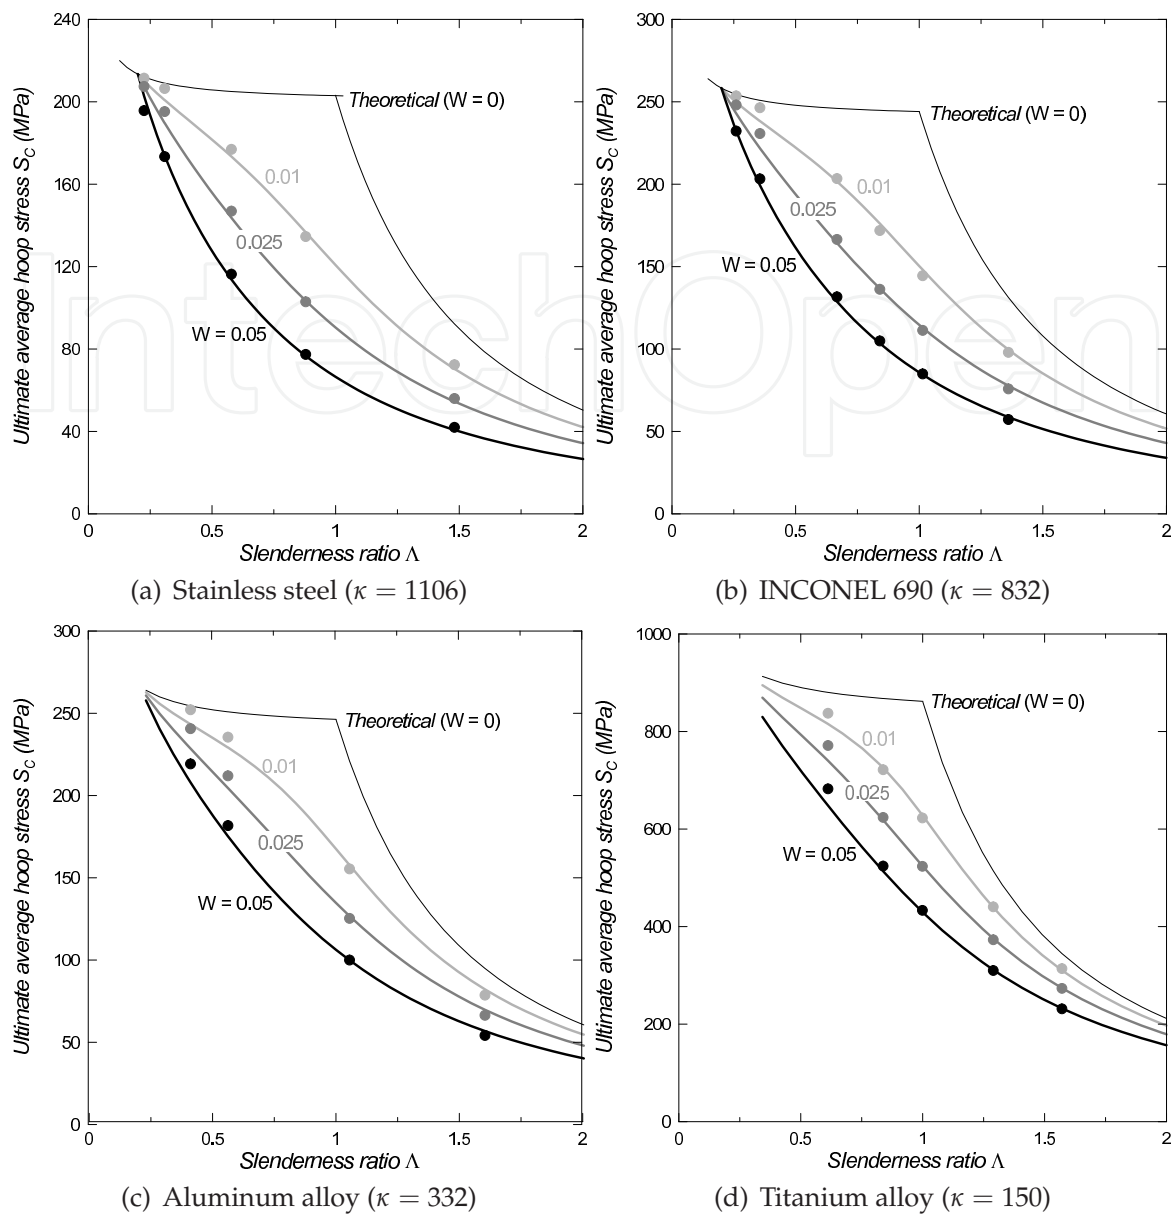 240
200
160
120
80
40
0
Ultimate average hoop stress S_C (MPa)
Theoretical (W = 0)
0.01
0.025
W = 0.05
0 0.5 1 1.5 2
Slenderness ratio Λ
(a) Stainless steel (κ = 1106)
300
250
200
150
100
50
0
Ultimate average hoop stress S_C (MPa)
Theoretical (W = 0)
0.01
0.025
W = 0.05
0 0.5 1 1.5 2
Slenderness ratio Λ
(b) INCONEL 690 (κ = 832)
IntechOpen
300
250
200
150
100
50
0
Ultimate average hoop stress S_C (MPa)
Theoretical (W = 0)
0.01
0.025
W = 0.05
0 0.5 1 1.5 2
Slenderness ratio Λ
(c) Aluminum alloy (κ = 332)
1000
800
600
400
200
0
Ultimate average hoop stress S_C (MPa)
Theoretical (W = 0)
0.01
0.025
W = 0.05
0 0.5 1 1.5 2
Slenderness ratio Λ
(d) Titanium alloy (κ = 150)